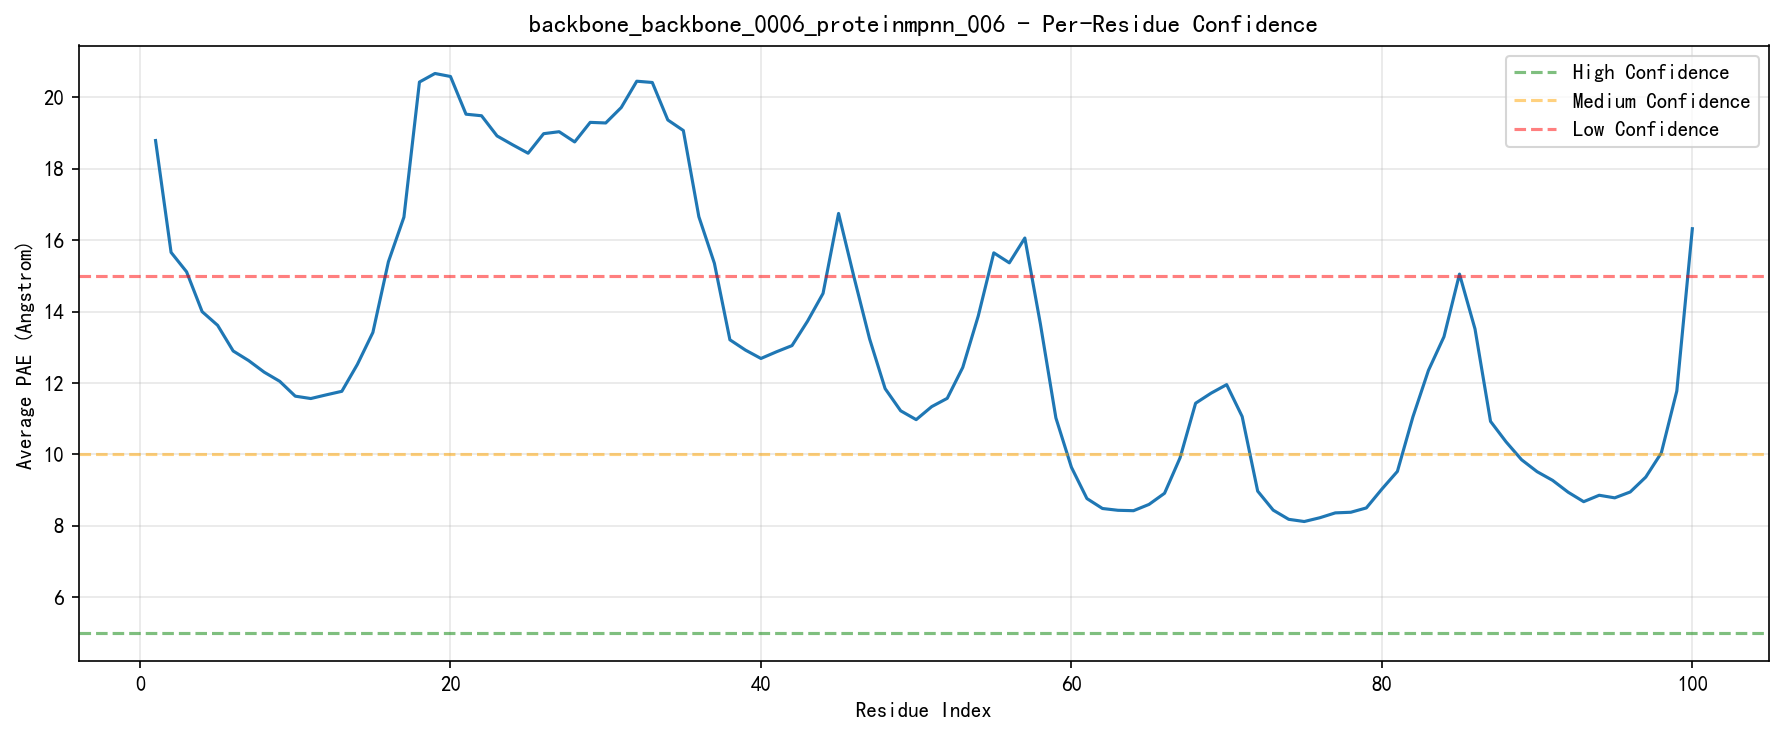 backbone_backbone_0006_proteinmpnn_006 - Per-Residue Confidence
High Confidence
Medium Confidence
Low Confidence
Average PAE (Angstrom)
20
18
16
14
12
10
8
6
0 20 40 60 80 100
Residue Index